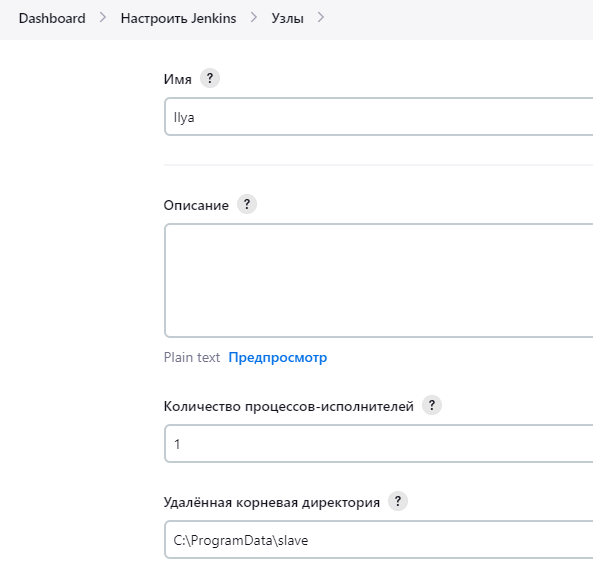 Dashboard > Настроить Jenkins > Узлы >
Имя ?
Ilya
Описание ?
Plain text Предпросмотр
Количество процессов-исполнителей ?
1
Удалённая корневая директория ?
C:\ProgramData\slave